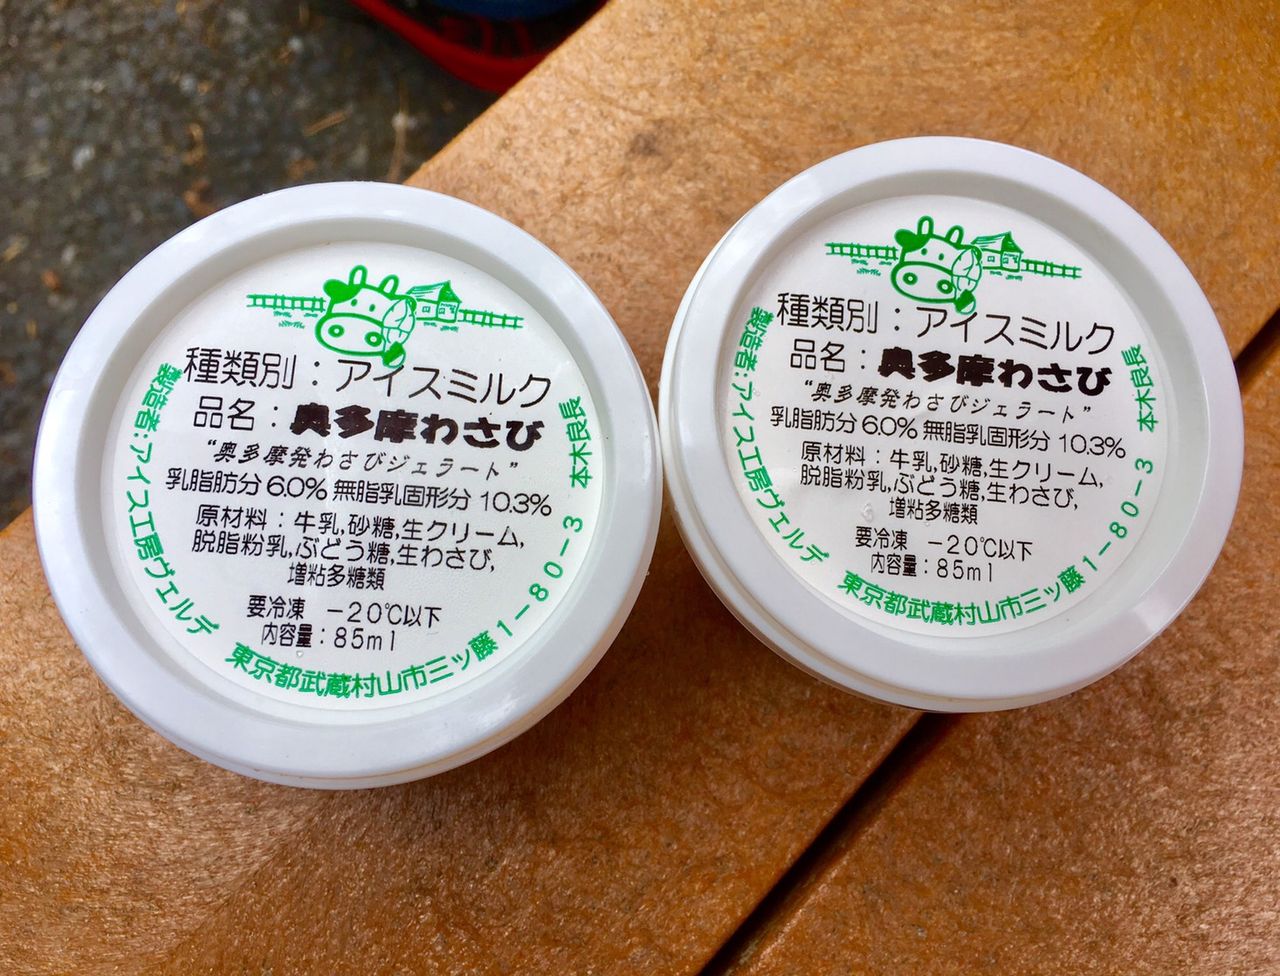 種類別：アイスミルク
品名：奥多摩わさび
“奥多摩発わさびジェラート”
乳脂肪分6.0% 無脂乳固形分10.3%
原材料：牛乳,砂糖,生クリーム,
脱脂粉乳,ぶどう糖,生わさび,
増粘多糖類
要冷凍 －20℃以下
内容量：85ml
製造者:アイス工房ヴェルデ 東京都武蔵村山市三ツ藤1－80－3 本木良長
種類別：アイスミルク
品名：奥多摩わさび
“奥多摩発わさびジェラート”
乳脂肪分6.0% 無脂乳固形分10.3%
原材料：牛乳,砂糖,生クリーム,
脱脂粉乳,ぶどう糖,生わさび,
増粘多糖類
要冷凍 －20℃以下
内容量：85ml
製造者:アイス工房ヴェルデ 東京都武蔵村山市三ツ藤1－80－3 本木良長